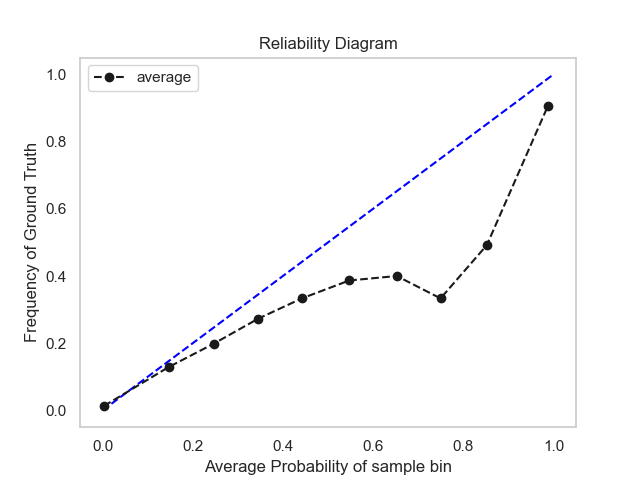 Reliability Diagram
average
Frequency of Ground Truth
1.0
0.8
0.6
0.4
0.2
0.0
0.0 0.2 0.4 0.6 0.8 1.0
Average Probability of sample bin